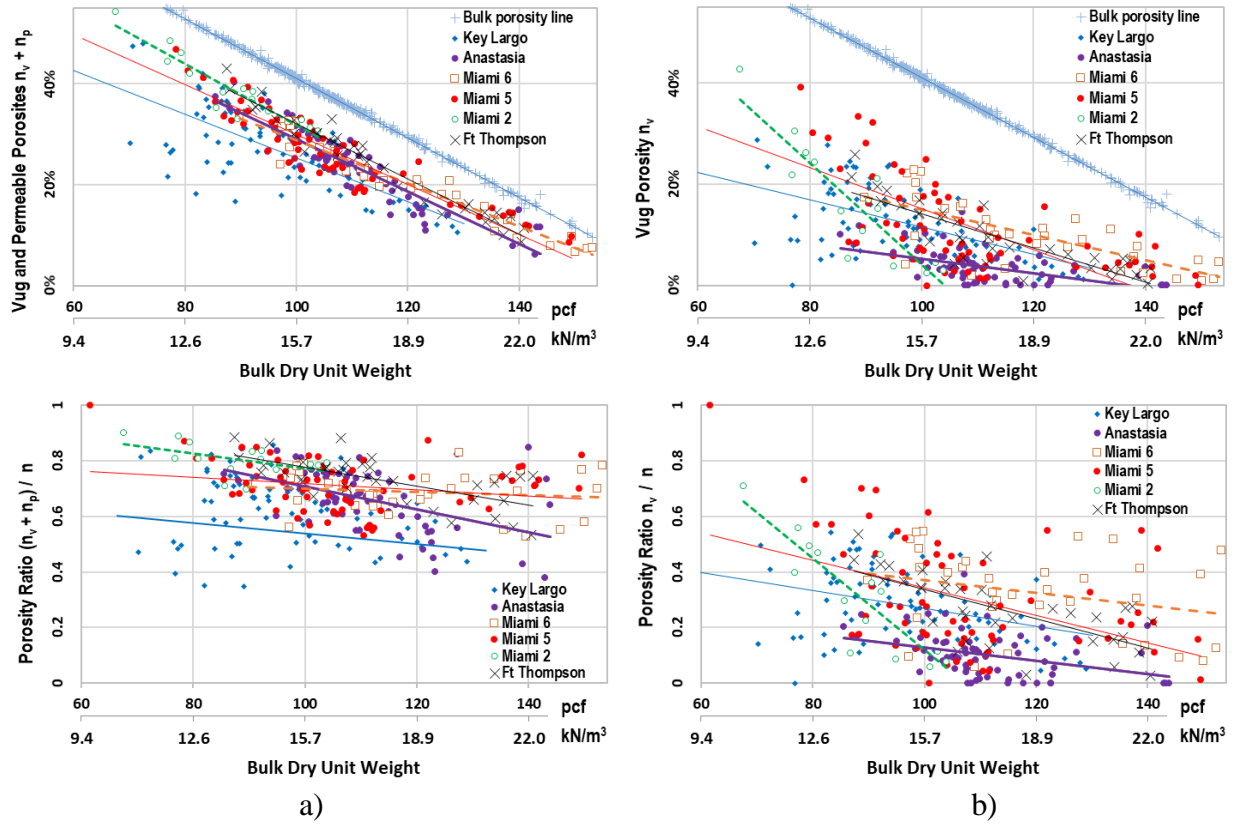 Vug and Permeable Porosites n_v + n_p
40%
20%
0%
Bulk porosity line
Key Largo
Anastasia
Miami 6
Miami 5
Miami 2
Ft Thompson
60 80 100 120 140 pcf
9.4 12.6 15.7 18.9 22.0 kN/m³
Bulk Dry Unit Weight
Vug Porosity n_v
40%
20%
0%
Bulk porosity line
Key Largo
Anastasia
Miami 6
Miami 5
Miami 2
Ft Thompson
60 80 100 120 140 pcf
9.4 12.6 15.7 18.9 22.0 kN/m³
Bulk Dry Unit Weight
Porosity Ratio (n_v + n_p) / n
1
0.8
0.6
0.4
0.2
0
Key Largo
Anastasia
Miami 6
Miami 5
Miami 2
Ft Thompson
60 80 100 120 140 pcf
9.4 12.6 15.7 18.9 22.0 kN/m³
Bulk Dry Unit Weight
a)
Porosity Ratio n_v / n
1
0.8
0.6
0.4
0.2
0
Key Largo
Anastasia
Miami 6
Miami 5
Miami 2
Ft Thompson
60 80 100 120 140 pcf
9.4 12.6 15.7 18.9 22.0 kN/m³
Bulk Dry Unit Weight
b)